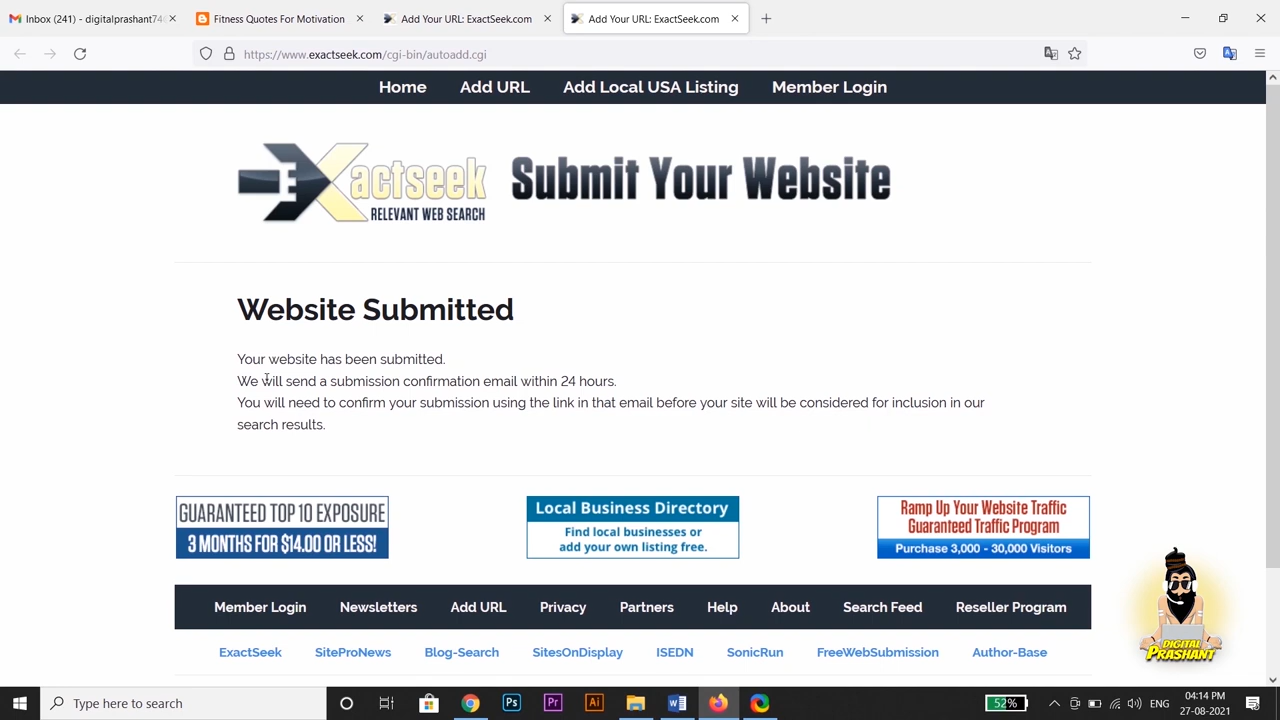 Inbox (241) - digitalprashant740
Fitness Quotes For Motivation
Add Your URL: ExactSeek.com
Add Your URL: ExactSeek.com
https://www.exactseek.com/cgi-bin/autoadd.cgi
Home Add URL Add Local USA Listing Member Login
Exactseek
RELEVANT WEB SEARCH
Submit Your Website
Website Submitted
Your website has been submitted.
We will send a submission confirmation email within 24 hours.
You will need to confirm your submission using the link in that email before your site will be considered for inclusion in our
search results.
GUARANTEED TOP 10 EXPOSURE
3 MONTHS FOR $14.00 OR LESS!
Local Business Directory
Find local businesses or
add your own listing free.
Ramp Up Your Website Traffic
Guaranteed Traffic Program
Purchase 3,000 - 30,000 Visitors
Member Login Newsletters Add URL Privacy Partners Help About Search Feed Reseller Program
ExactSeek SiteProNews Blog-Search SitesOnDisplay ISEDN SonicRun FreeWebSubmission Author-Base
DIGITAL
PRASHANT
Type here to search
Ps
Pr
Ai
52%
ENG
04:14 PM
27-08-2021